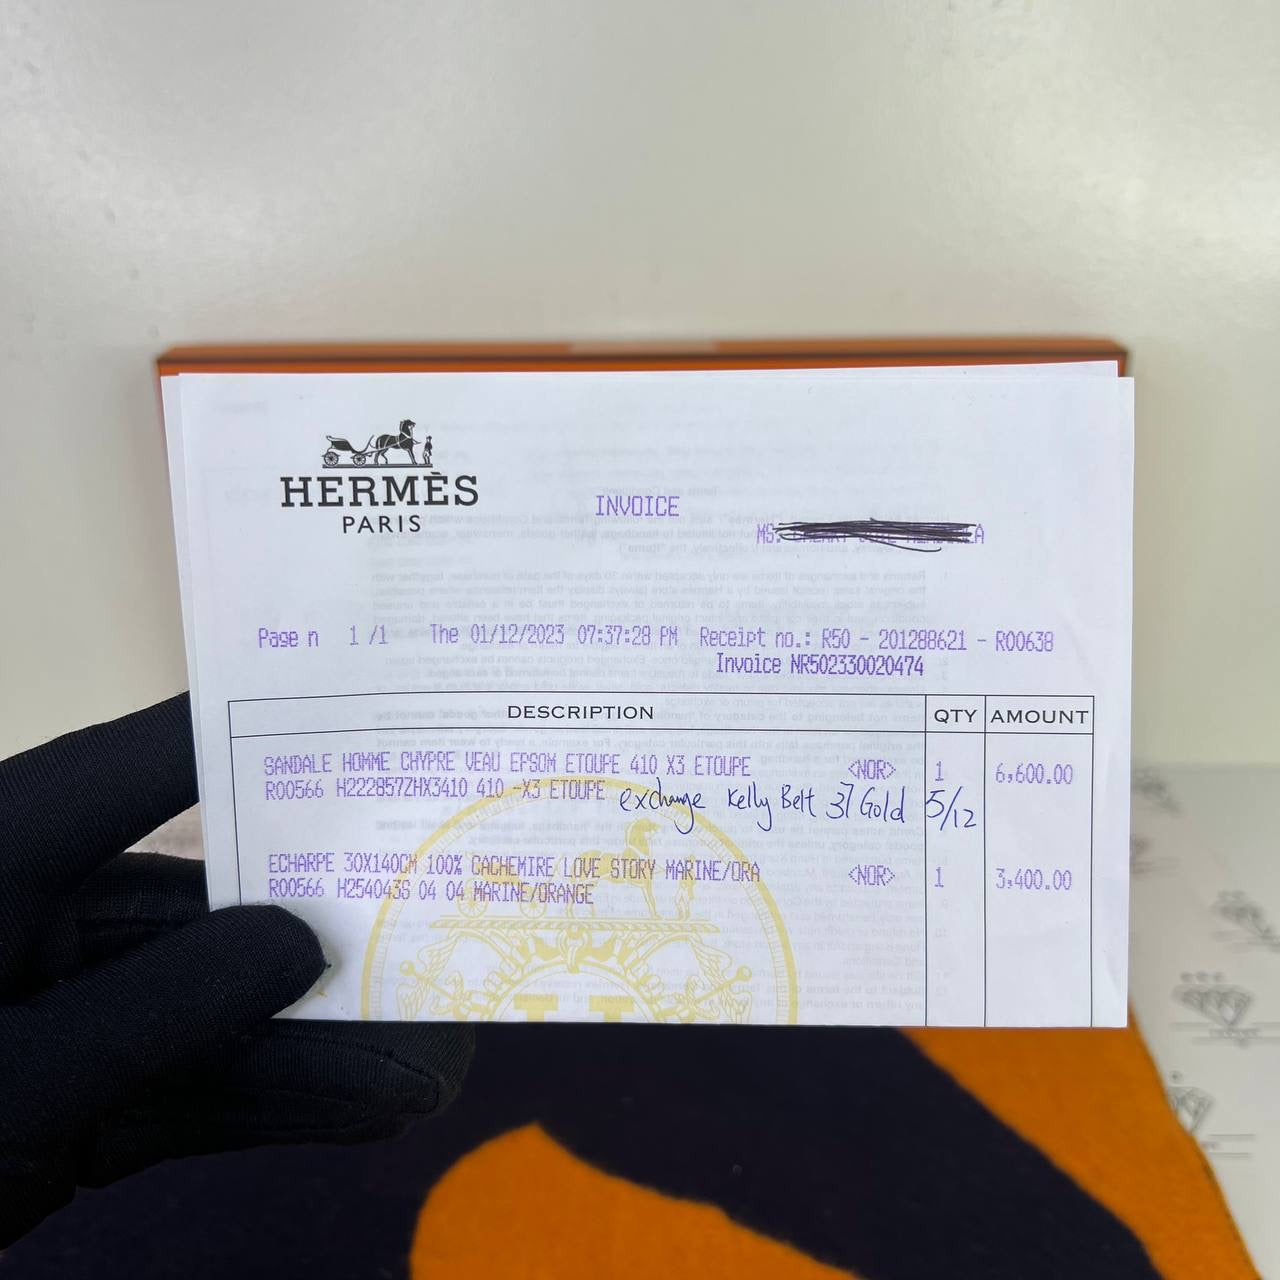 HERMÈS
PARIS
INVOICE
MS.
Page n 1 /1 The 01/12/2023 07:37:28 PM Receipt no.: R50 - 201288621 - R00638
Invoice NR502330020474
DESCRIPTION QTY AMOUNT
SANDALE HOMME CHYPRE VEAU EPSOM ETOUPE 410 X3 ETOUPE <NOR> 1 6,600.00
R00566 H222857ZHX3410 410 -X3 ETOUPE exchange Kelly Belt 37 Gold 5/12
ECHARPE 30X140CM 100% CACHEMIRE LOVE STORY MARINE/ORA <NOR> 1 3,400.00
R00566 H254043S 04 04 MARINE/ORANGE